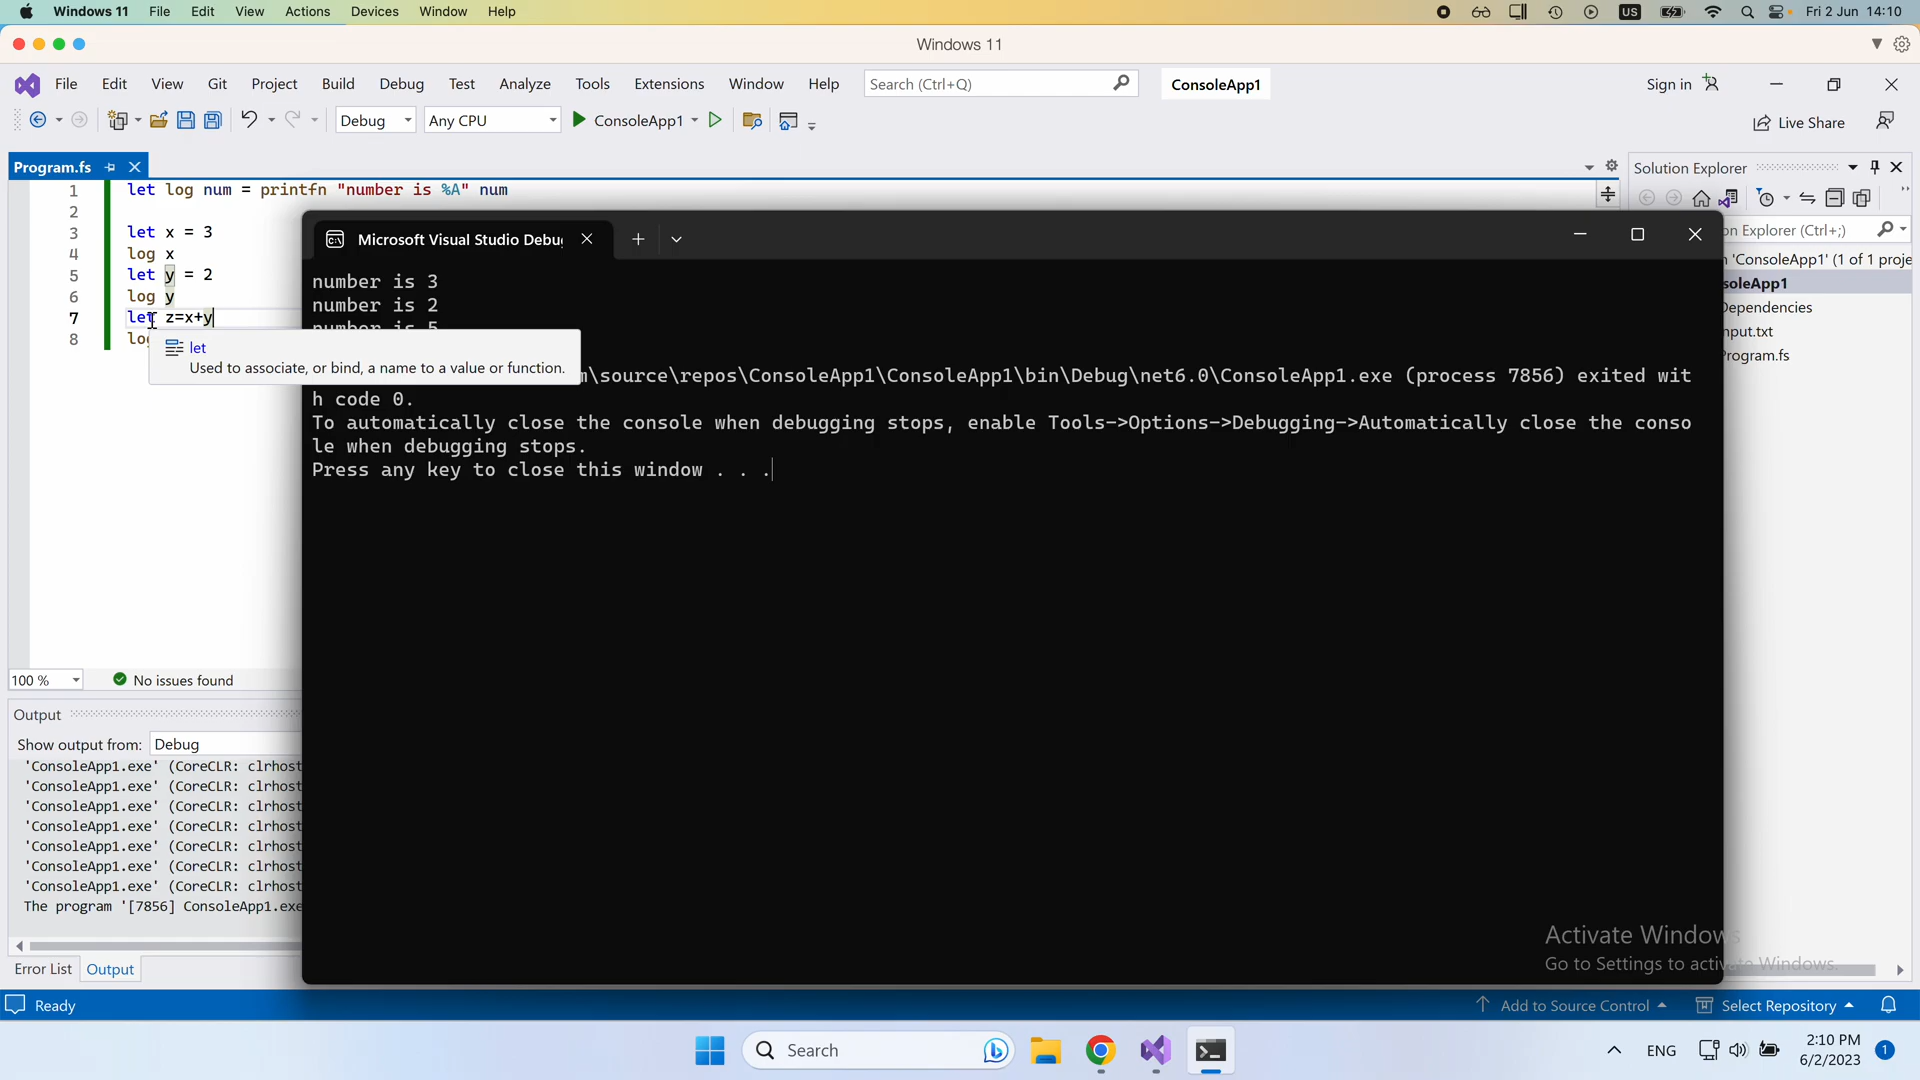 Windows 11 File Edit View Actions Devices Window Help US Fri 2 Jun 14:10
Windows 11
File Edit View Git Project Build Debug Test Analyze Tools Extensions Window Help Search (Ctrl+Q) ConsoleApp1 Sign in
Debug Any CPU ConsoleApp1 Live Share
Program.fs
Solution Explorer
1 let log num = printfn "number is %A" num
2
3 let x = 3
4 log x
5 let y = 2
6 log y
7 let z=x+y
8
let
Used to associate, or bind, a name to a value or function.
Microsoft Visual Studio Debu
number is 3
number is 2
number is 5
\source\repos\ConsoleApp1\ConsoleApp1\bin\Debug\net6.0\ConsoleApp1.exe (process 7856) exited wit
h code 0.
To automatically close the console when debugging stops, enable Tools->Options->Debugging->Automatically close the conso
le when debugging stops.
Press any key to close this window . . .
on Explorer (Ctrl+;)
'ConsoleApp1' (1 of 1 proje
soleApp1
Dependencies
nput.txt
Program.fs
100 % No issues found
Output
Show output from: Debug
'ConsoleApp1.exe' (CoreCLR: clrhost
'ConsoleApp1.exe' (CoreCLR: clrhost
'ConsoleApp1.exe' (CoreCLR: clrhost
'ConsoleApp1.exe' (CoreCLR: clrhost
'ConsoleApp1.exe' (CoreCLR: clrhost
'ConsoleApp1.exe' (CoreCLR: clrhost
'ConsoleApp1.exe' (CoreCLR: clrhost
The program '[7856] ConsoleApp1.exe
Activate Windows
Go to Settings to activate Windows.
Error List Output
Ready Add to Source Control Select Repository
Search ENG 2:10 PM
6/2/2023 1